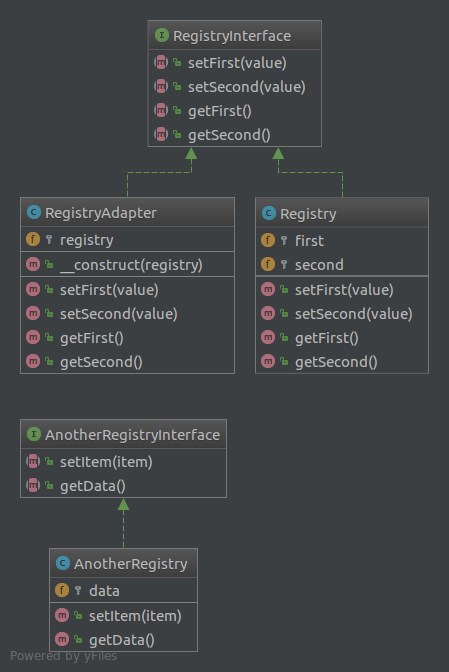 RegistryInterface
setFirst(value)
setSecond(value)
getFirst()
getSecond()
RegistryAdapter
registry
__construct(registry)
setFirst(value)
setSecond(value)
getFirst()
getSecond()
Registry
first
second
setFirst(value)
setSecond(value)
getFirst()
getSecond()
AnotherRegistryInterface
setItem(item)
getData()
AnotherRegistry
data
setItem(item)
getData()
Powered by yFiles